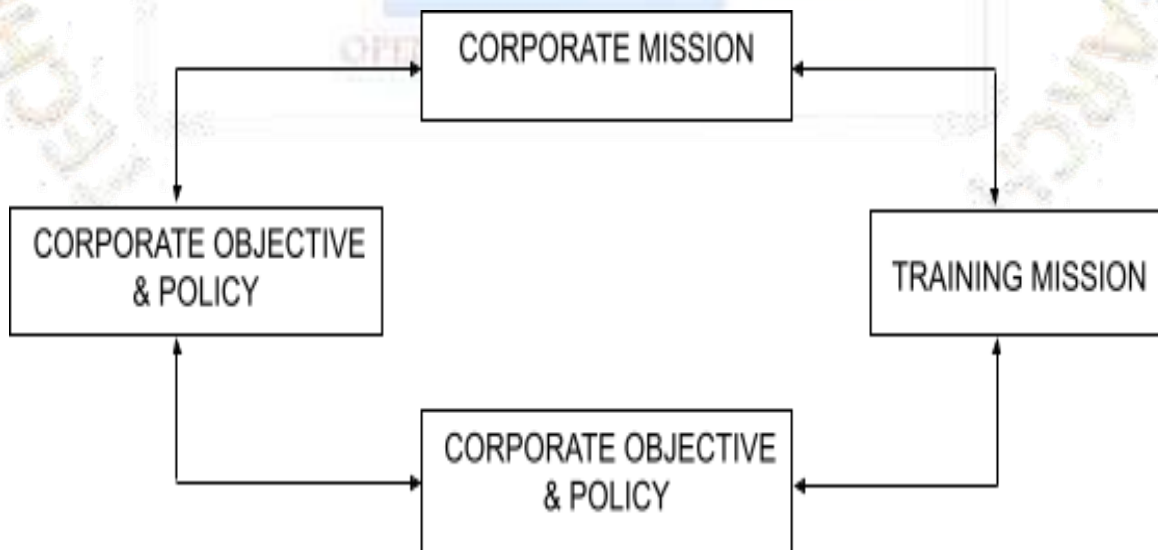 CORPORATE MISSION
CORPORATE OBJECTIVE
& POLICY
TRAINING MISSION
CORPORATE OBJECTIVE
& POLICY